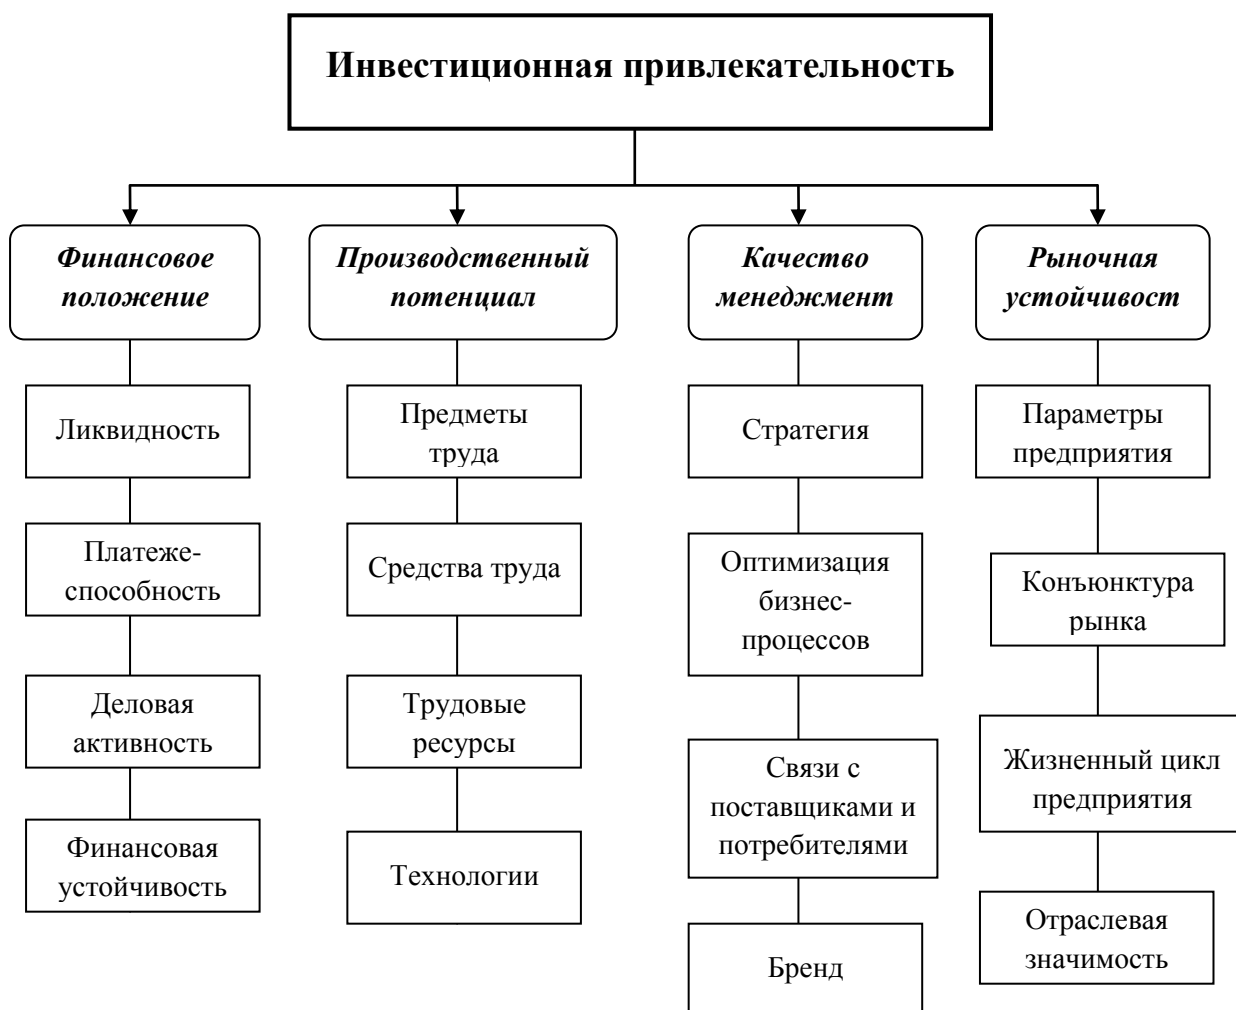 Инвестиционная привлекательность
Финансовое
положение
Производственный
потенциал
Качество
менеджмент
Рыночная
устойчивост
Ликвидность
Предметы
труда
Стратегия
Параметры
предприятия
Платеже-
способность
Средства труда
Оптимизация
бизнес-
процессов
Конъюнктура
рынка
Деловая
активность
Трудовые
ресурсы
Связи с
поставщиками и
потребителями
Жизненный цикл
предприятия
Финансовая
устойчивость
Технологии
Бренд
Отраслевая
значимость